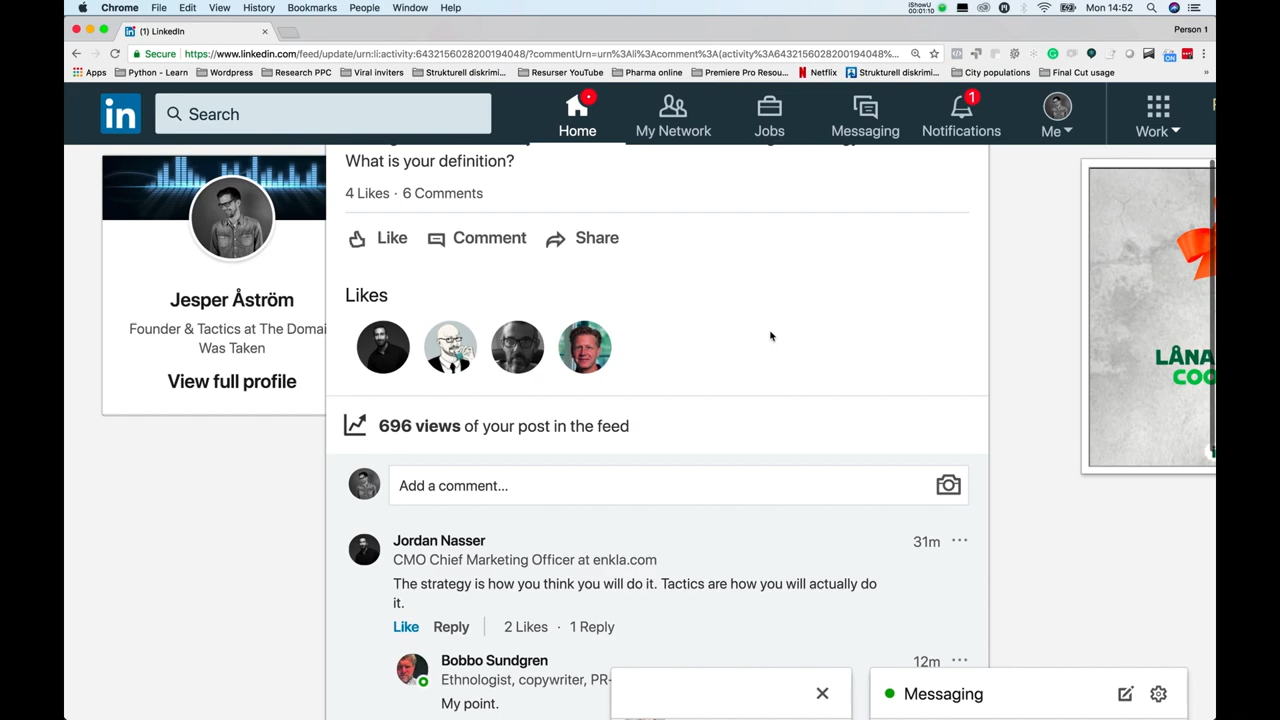 Chrome File Edit View History Bookmarks People Window Help
iShowU
00:01:10
Mon 14:52
(1) LinkedIn
Person 1
Secure https://www.linkedin.com/feed/update/urn:li:activity:6432156028200194048/?commentUrn=urn%3Ali%3Acomment%3A(activity%3A6432156028200194048%...
Apps Python - Learn Wordpress Research PPC Viral inviters Strukturell diskrimi... Resurser YouTube Pharma online Premiere Pro Resou... Netflix Strukturell diskrimi... City populations Final Cut usage »
in Search
Home My Network Jobs Messaging 1 Notifications Me Work
What is your definition?
4 Likes · 6 Comments
Like Comment Share
Likes
Jesper Åström
Founder & Tactics at The Domai
Was Taken
View full profile
LÅNA
COO
696 views of your post in the feed
Add a comment...
Jordan Nasser
31m
CMO Chief Marketing Officer at enkla.com
The strategy is how you think you will do it. Tactics are how you will actually do
it.
Like Reply 2 Likes · 1 Reply
Bobbo Sundgren
12m
Ethnologist, copywriter, PR-
My point.
Messaging